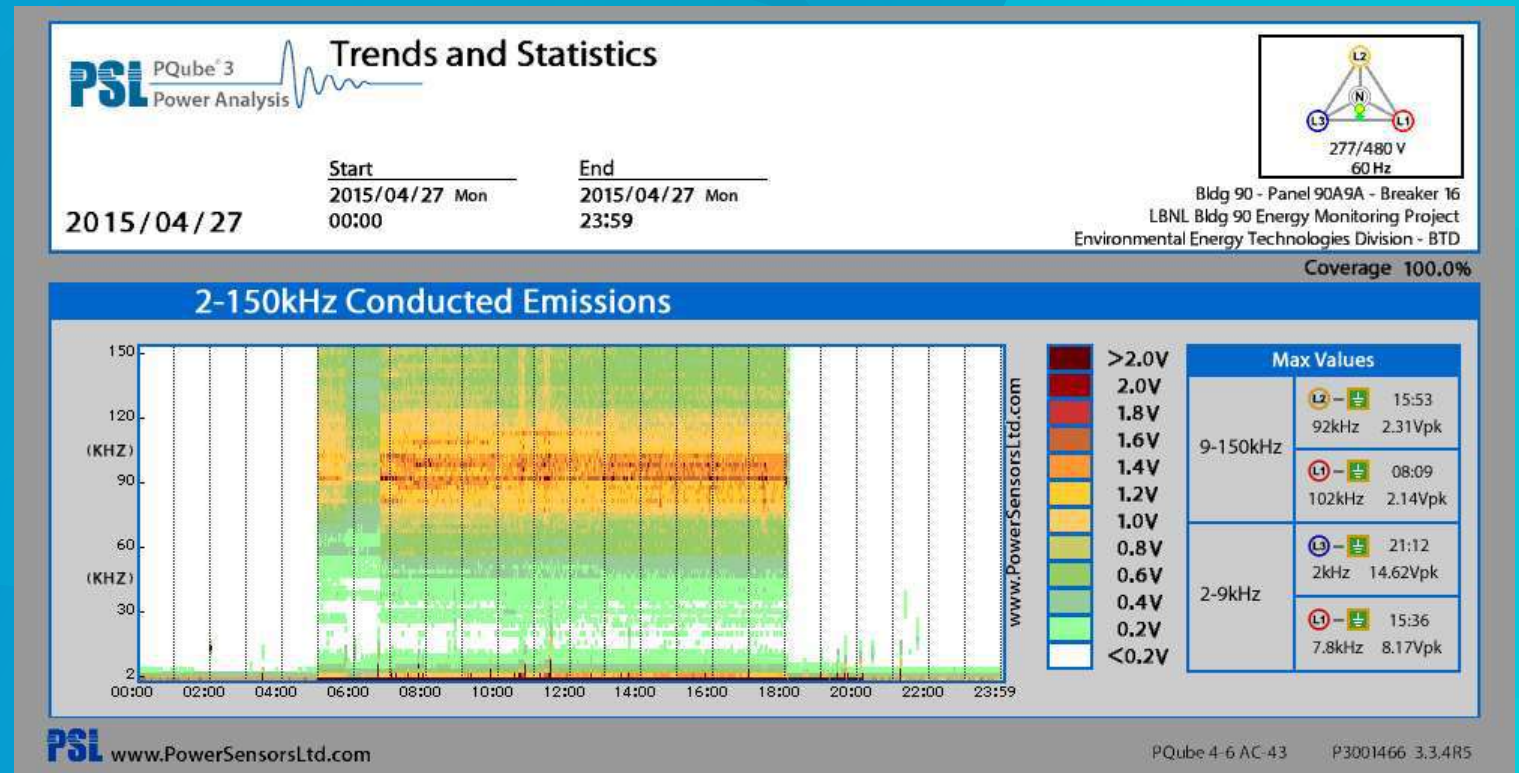 PSL
PQube® 3
Power Analysis
Trends and Statistics
L2
N
L3
L1
277/480 V
60 Hz
Start
End
2015/04/27 Mon
2015/04/27 Mon
2015/04/27
00:00
23:59
Bldg 90 - Panel 90A9A - Breaker 16
LBNL Bldg 90 Energy Monitoring Project
Environmental Energy Technologies Division - BTD
Coverage 100.0%
2-150kHz Conducted Emissions
150
120
(KHZ)
90
60
(KHZ)
30
2
00:00 02:00 04:00 06:00 08:00 10:00 12:00 14:00 16:00 18:00 20:00 22:00 23:59
www.PowerSensorsLtd.com
>2.0V
2.0V
1.8V
1.6V
1.4V
1.2V
1.0V
0.8V
0.6V
0.4V
0.2V
<0.2V
Max Values
9-150kHz
L2 – 15:53
92kHz 2.31Vpk
L1 – 08:09
102kHz 2.14Vpk
2-9kHz
L3 – 21:12
2kHz 14.62Vpk
L1 – 15:36
7.8kHz 8.17Vpk
PSL www.PowerSensorsLtd.com
PQube 4-6 AC-43 P3001466 3.3.4R5